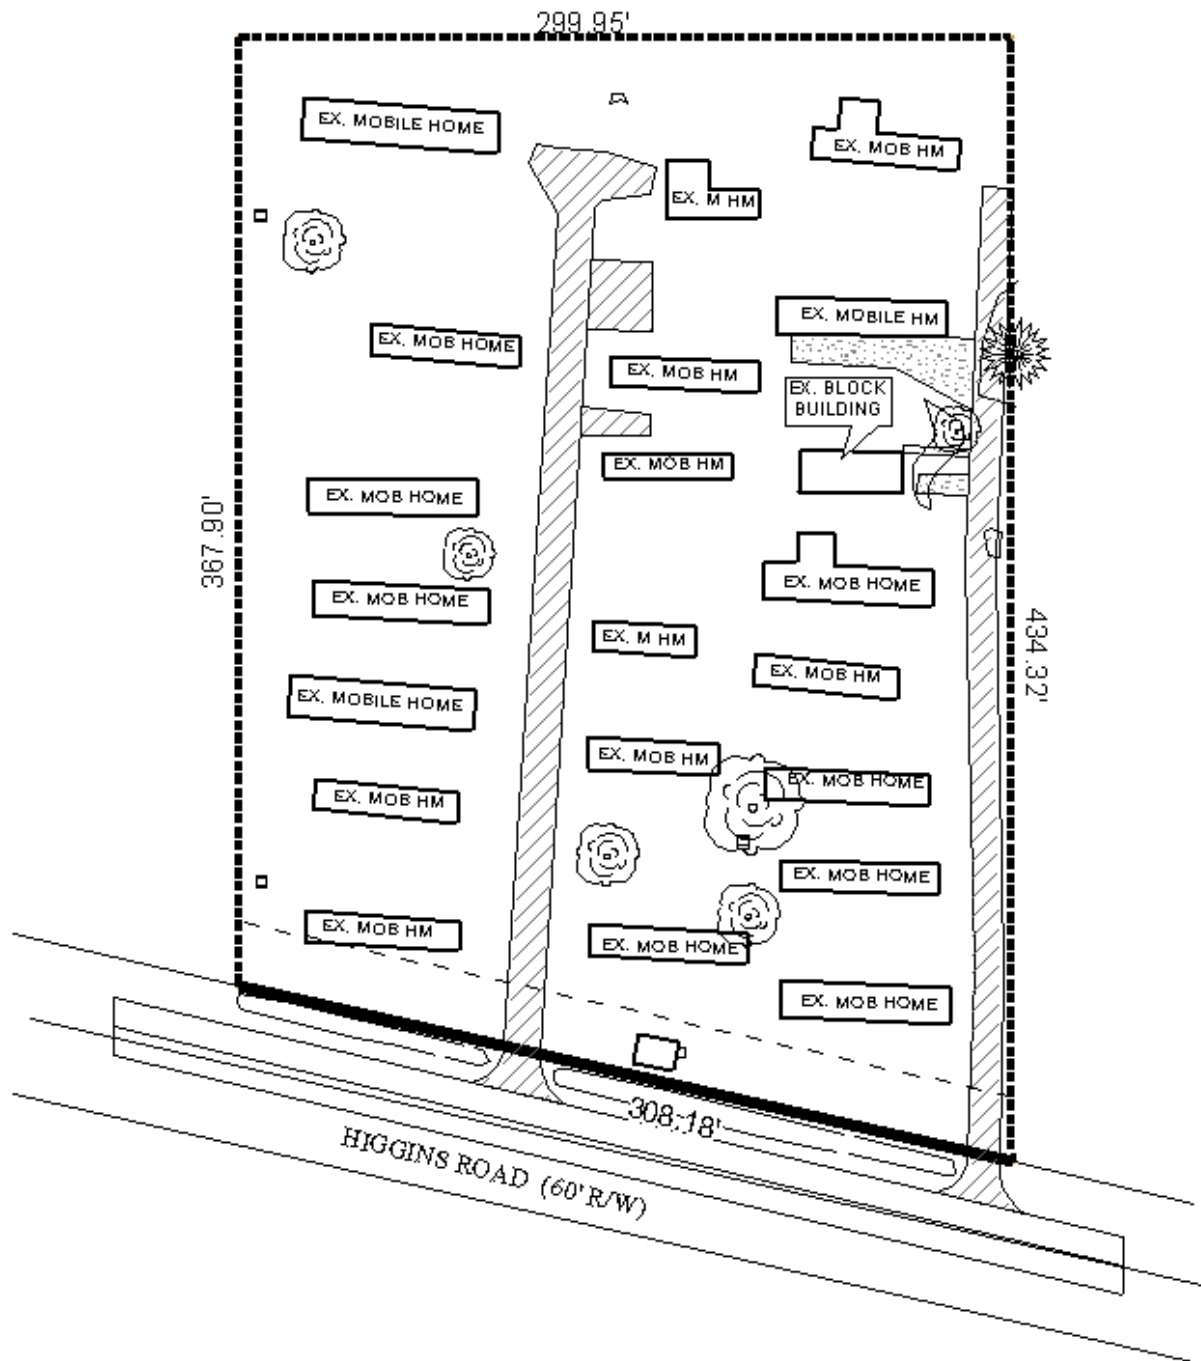 299.95'
EX. MOBILE HOME
EX. MOB HM
EX. M HM
EX. MOBILE HM
EX. MOB HOME
EX. MOB HM
EX. BLOCK
BUILDING
EX. MOB HM
EX. MOB HOME
367.90'
EX. MOB HOME
EX. MOB HOME
434.32'
EX. M HM
EX. MOB HM
EX. MOBILE HOME
EX. MOB HM
EX. MOB HOME
EX. MOB HM
EX. MOB HOME
EX. MOB HM
EX. MOB HOME
EX. MOB HOME
308.18'
HIGGINS ROAD (60' R/W)